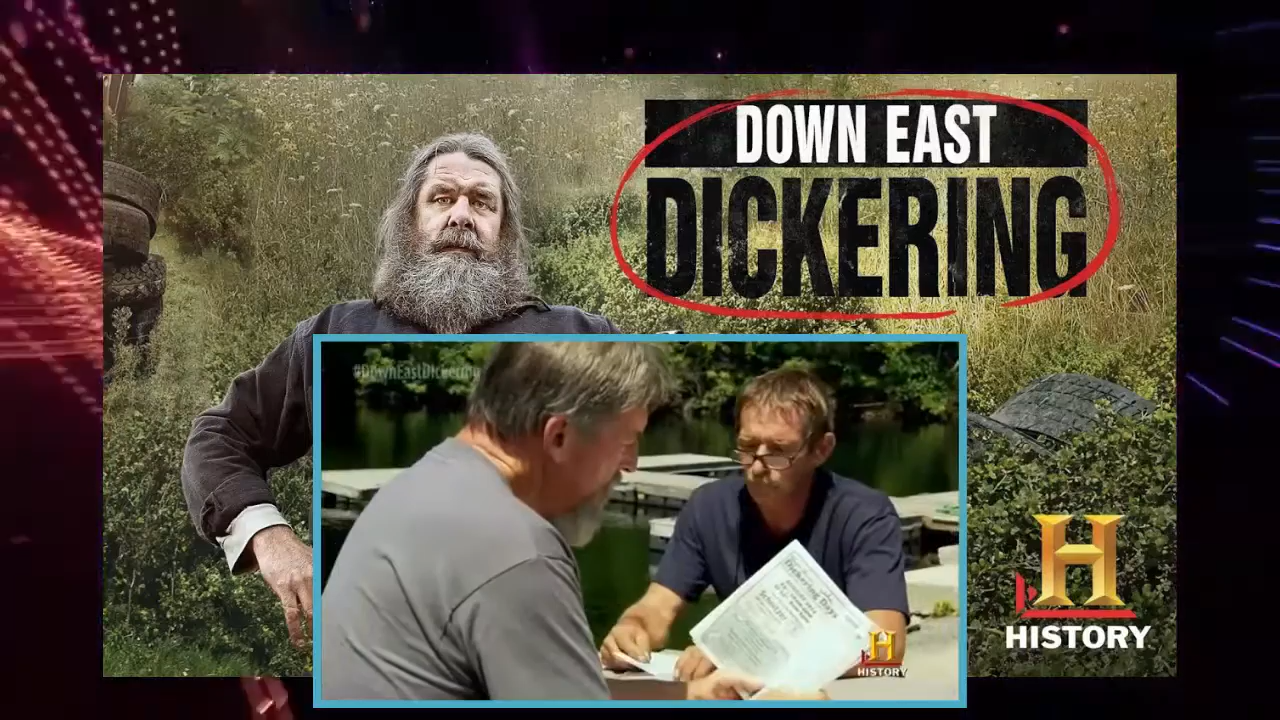 DOWN EAST
DICKERING
H
HISTORY
#DownEastDickering
Dickering Days
H
HISTORY